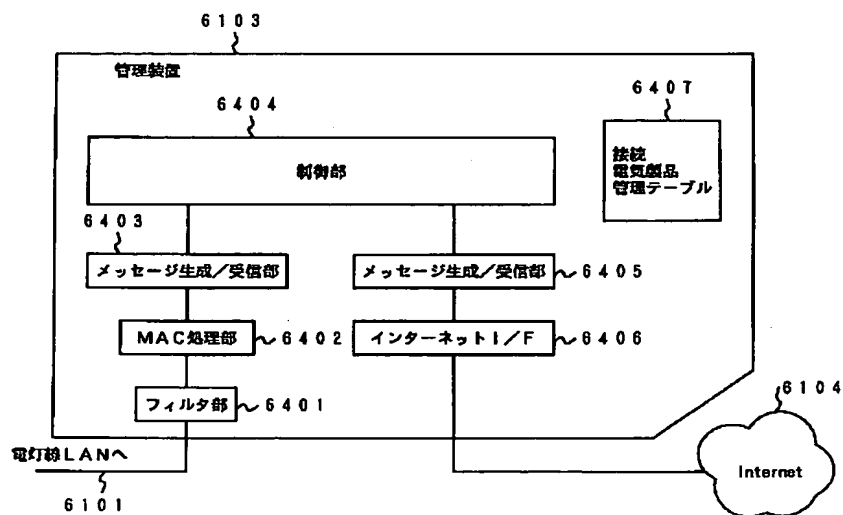 ６１０３
管理装置
６４０４
６４０７
制御部
接続
電気製品
管理テーブル
６４０３
メッセージ生成／受信部
メッセージ生成／受信部
６４０５
ＭＡＣ処理部
６４０２
インターネットＩ／Ｆ
６４０６
フィルタ部
６４０１
６１０４
電灯線ＬＡＮへ
Internet
６１０１